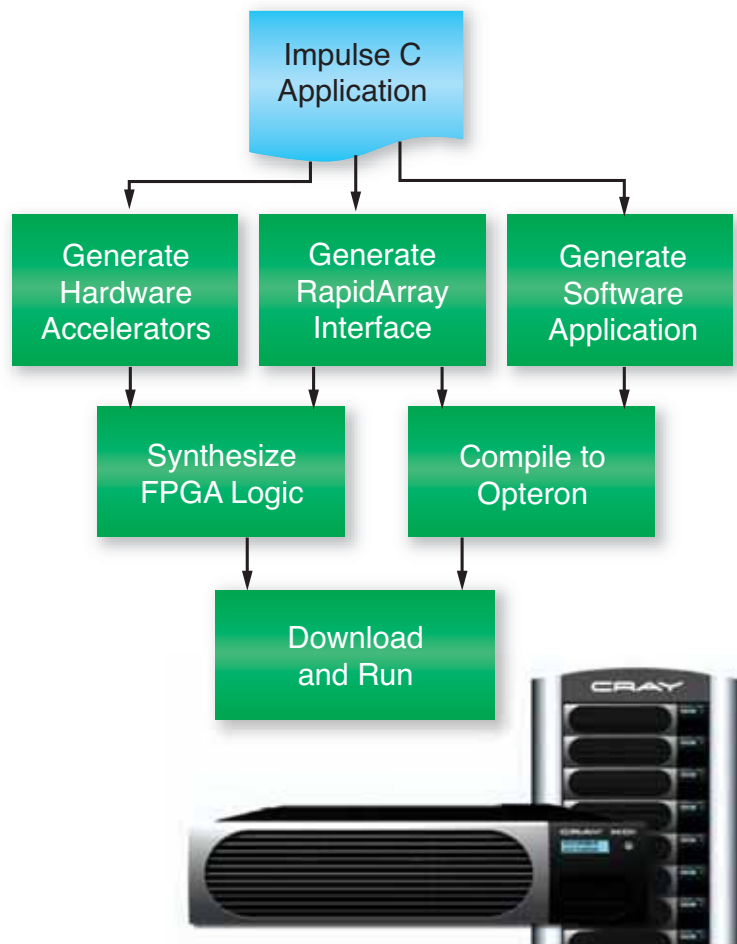 Impulse C
Application
Generate
Hardware
Accelerators
Generate
RapidArray
Interface
Generate
Software
Application
Synthesize
FPGA Logic
Compile to
Opteron
Download
and Run
CRAY
CRAY